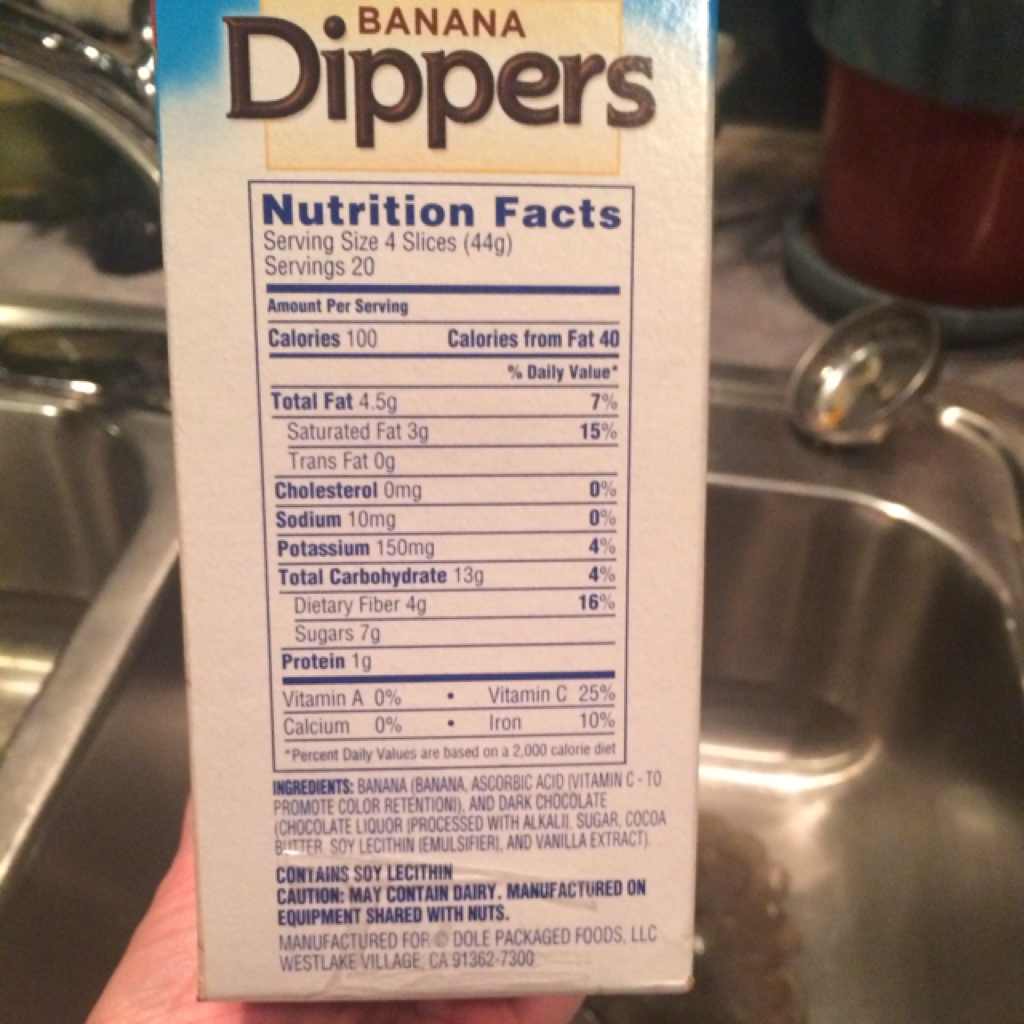 BANANA
Dippers
Nutrition Facts
Serving Size 4 Slices (44g)
Servings 20
Amount Per Serving
Calories 100 Calories from Fat 40
% Daily Value*
Total Fat 4.5g 7%
Saturated Fat 3g 15%
Trans Fat 0g
Cholesterol 0mg 0%
Sodium 10mg 0%
Potassium 150mg 4%
Total Carbohydrate 13g 4%
Dietary Fiber 4g 16%
Sugars 7g
Protein 1g
Vitamin A 0% • Vitamin C 25%
Calcium 0% • Iron 10%
*Percent Daily Values are based on a 2,000 calorie diet
INGREDIENTS: BANANA (BANANA, ASCORBIC ACID [VITAMIN C - TO
PROMOTE COLOR RETENTION]), AND DARK CHOCOLATE
(CHOCOLATE LIQUOR [PROCESSED WITH ALKALI], SUGAR, COCOA
BUTTER, SOY LECITHIN [EMULSIFIER], AND VANILLA EXTRACT).
CONTAINS SOY LECITHIN
CAUTION: MAY CONTAIN DAIRY. MANUFACTURED ON
EQUIPMENT SHARED WITH NUTS.
MANUFACTURED FOR © DOLE PACKAGED FOODS, LLC
WESTLAKE VILLAGE, CA 91362-7300